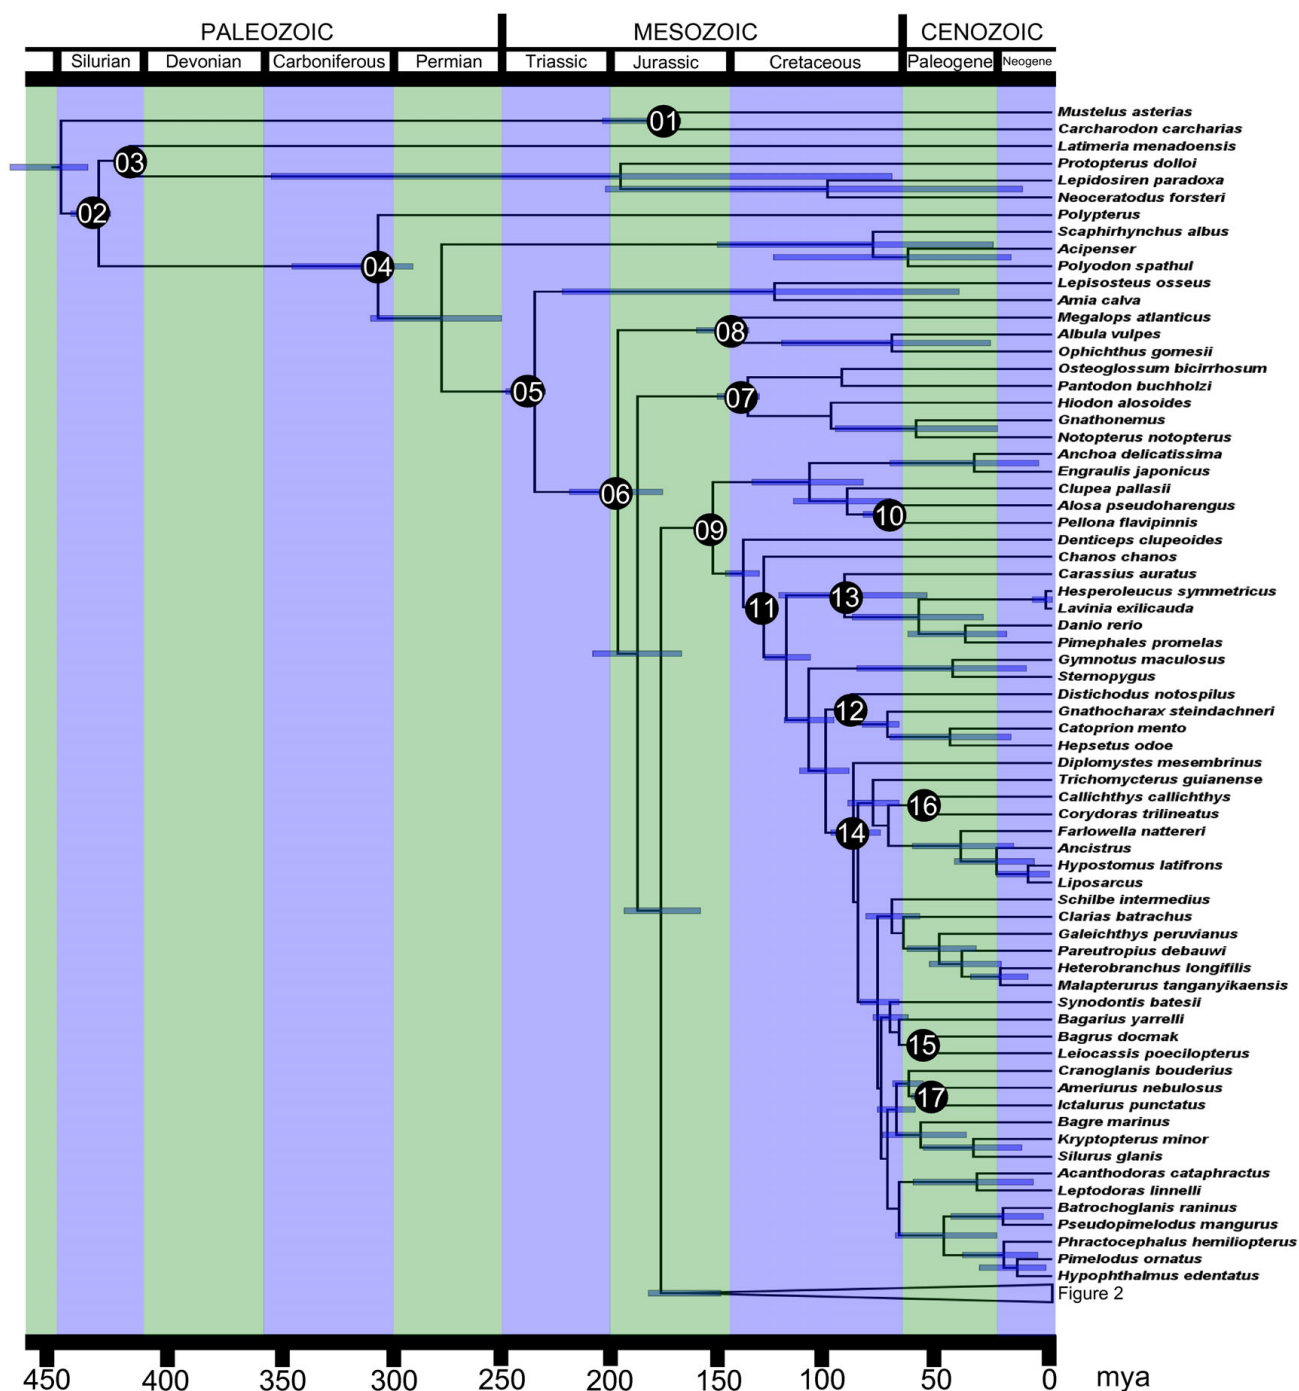 PALEOZOIC MESOZOIC CENOZOIC
Silurian Devonian Carboniferous Permian Triassic Jurassic Cretaceous Paleogene Neogene
Mustelus asterias
01
Carcharodon carcharias
Latimeria menadoensis
03
Protopterus dolloi
Lepidosiren paradoxa
Neoceratodus forsteri
02
Polypterus
Scaphirhynchus albus
Acipenser
Polyodon spathul
04
Lepisosteus osseus
Amia calva
Megalops atlanticus
08
Albula vulpes
Ophichthus gomesii
Osteoglossum bicirrhosum
Pantodon buchholzi
05
07
Hiodon alosoides
Gnathonemus
Notopterus notopterus
Anchoa delicatissima
Engraulis japonicus
Clupea pallasii
06
Alosa pseudoharengus
10
Pellona flavipinnis
09
Denticeps clupeoides
Chanos chanos
Carassius auratus
Hesperoleucus symmetricus
13
Lavinia exilicauda
11
Danio rerio
Pimephales promelas
Gymnotus maculosus
Sternopygus
Distichodus notospilus
Gnathocharax steindachneri
12
Catoprion mento
Hepsetus odoe
Diplomystes mesembrinus
Trichomycterus guianense
Callichthys callichthys
16
Corydoras trilineatus
Farlowella nattereri
14
Ancistrus
Hypostomus latifrons
Liposarcus
Schilbe intermedius
Clarias batrachus
Galeichthys peruvianus
Pareutropius debauwi
Heterobranchus longifilis
Malapterurus tanganyikaensis
Synodontis batesii
Bagarius yarrelli
Bagrus docmak
15
Leiocassis poecilopterus
Cranoglanis bouderius
Ameriurus nebulosus
17
Ictalurus punctatus
Bagre marinus
Kryptopterus minor
Silurus glanis
Acanthodoras cataphractus
Leptodoras linnelli
Batrochoglanis raninus
Pseudopimelodus mangurus
Phractocephalus hemiliopterus
Pimelodus ornatus
Hypophthalmus edentatus
Figure 2
450 400 350 300 250 200 150 100 50 0 mya